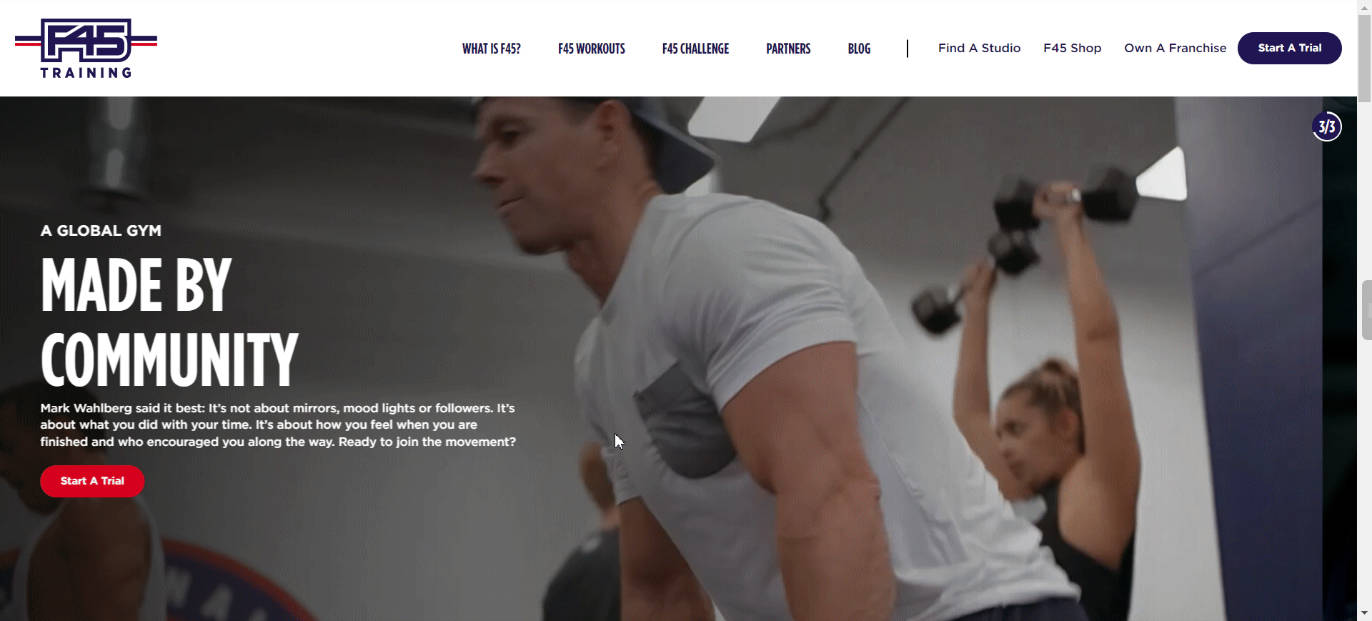 F45
TRAINING
WHAT IS F45?
F45 WORKOUTS
F45 CHALLENGE
PARTNERS
BLOG
Find A Studio
F45 Shop
Own A Franchise
Start A Trial
3/3
A GLOBAL GYM
MADE BY
COMMUNITY
Mark Wahlberg said it best: It's not about mirrors, mood lights or followers. It's
about what you did with your time. It's about how you feel when you are
finished and who encouraged you along the way. Ready to join the movement?
Start A Trial